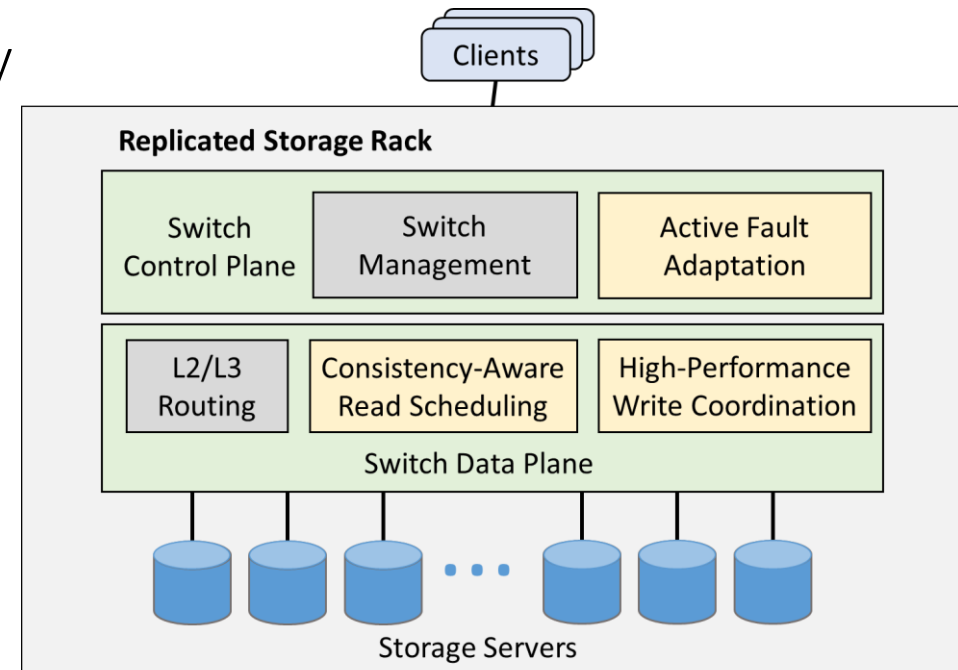 /
Clients
Replicated Storage Rack
Switch
Control Plane
Switch
Management
Active Fault
Adaptation
L2/L3
Routing
Consistency-Aware
Read Scheduling
High-Performance
Write Coordination
Switch Data Plane
Storage Servers